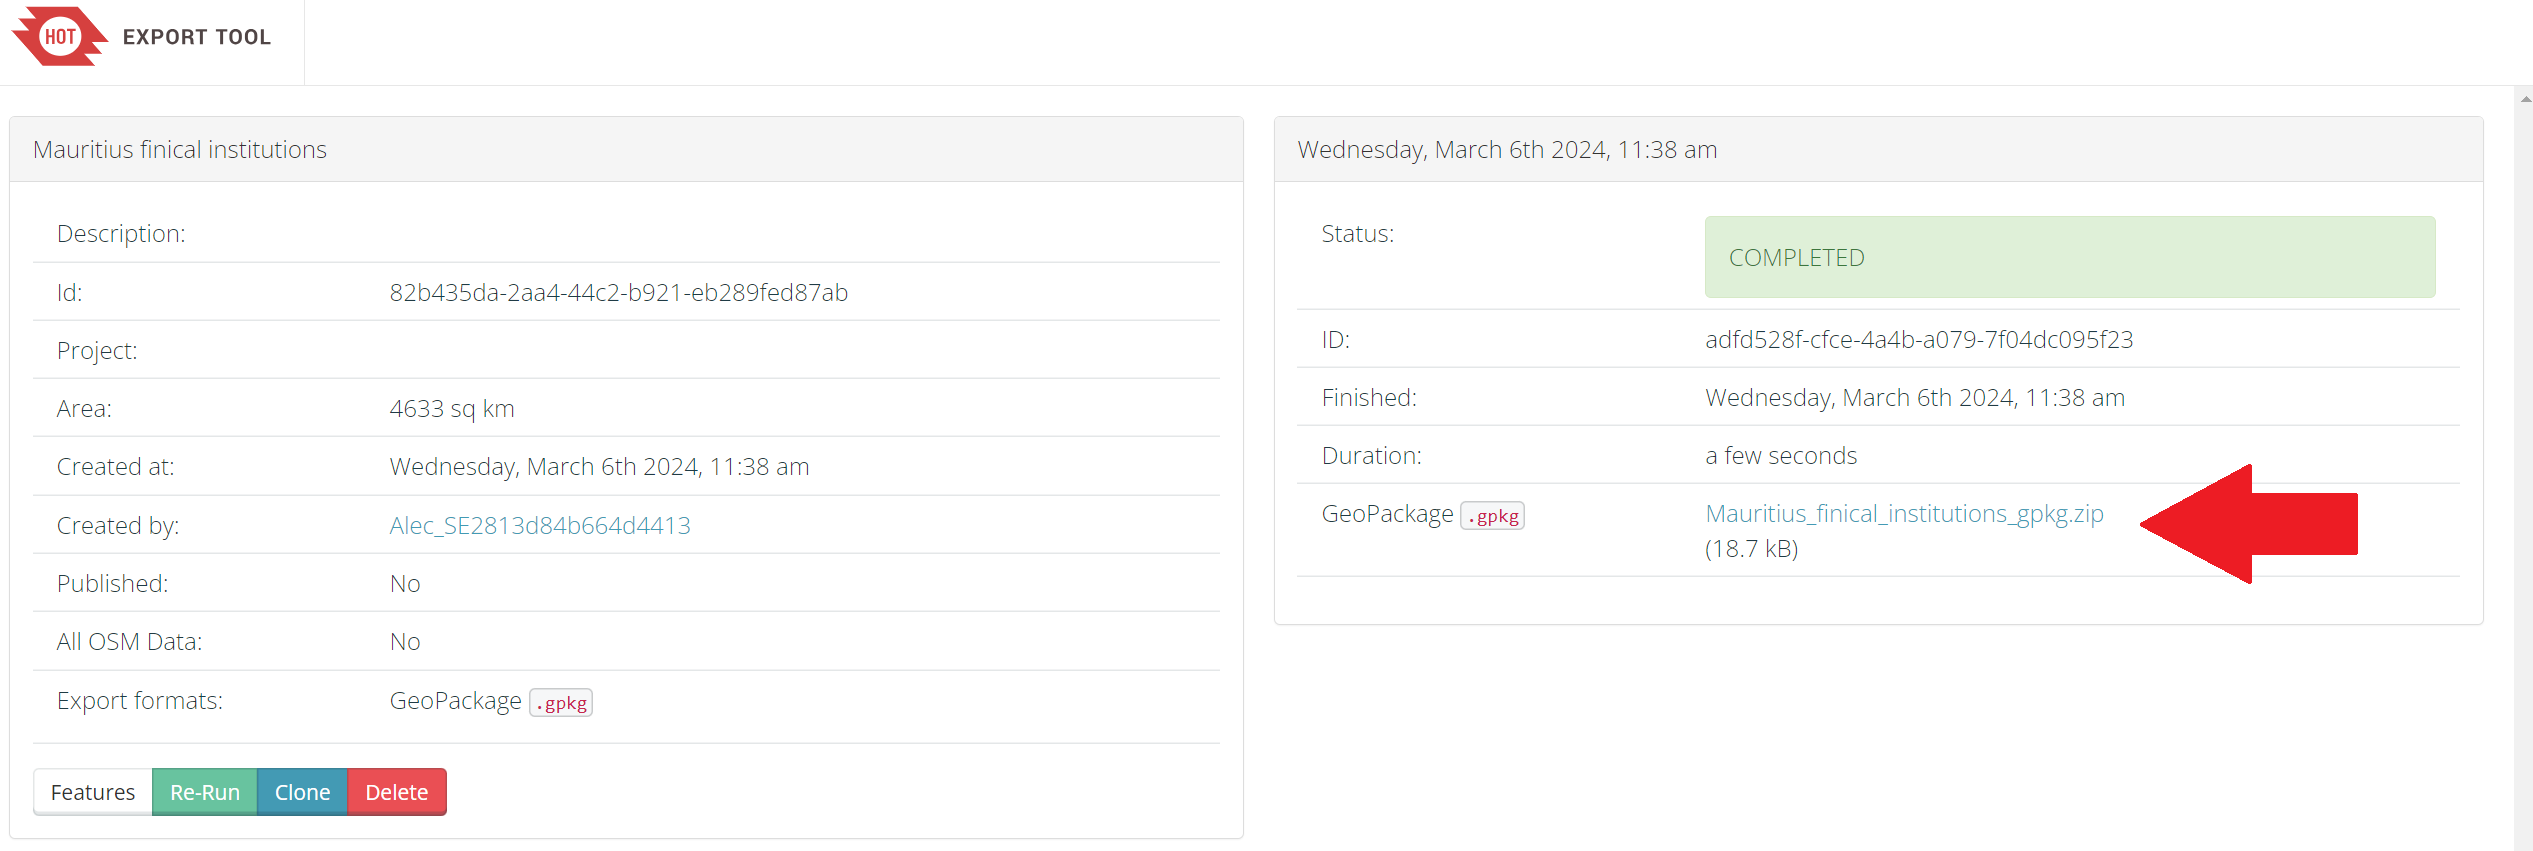 HOT EXPORT TOOL
Mauritius finical institutions
Description:
Id: 82b435da-2aa4-44c2-b921-eb289fed87ab
Project:
Area: 4633 sq km
Created at: Wednesday, March 6th 2024, 11:38 am
Created by: Alec_SE2813d84b664d4413
Published: No
All OSM Data: No
Export formats: GeoPackage .gpkg
Features Re-Run Clone Delete
Wednesday, March 6th 2024, 11:38 am
Status: COMPLETED
ID: adfd528f-cfce-4a4b-a079-7f04dc095f23
Finished: Wednesday, March 6th 2024, 11:38 am
Duration: a few seconds
GeoPackage .gpkg Mauritius_finical_institutions_gpkg.zip
(18.7 kB)